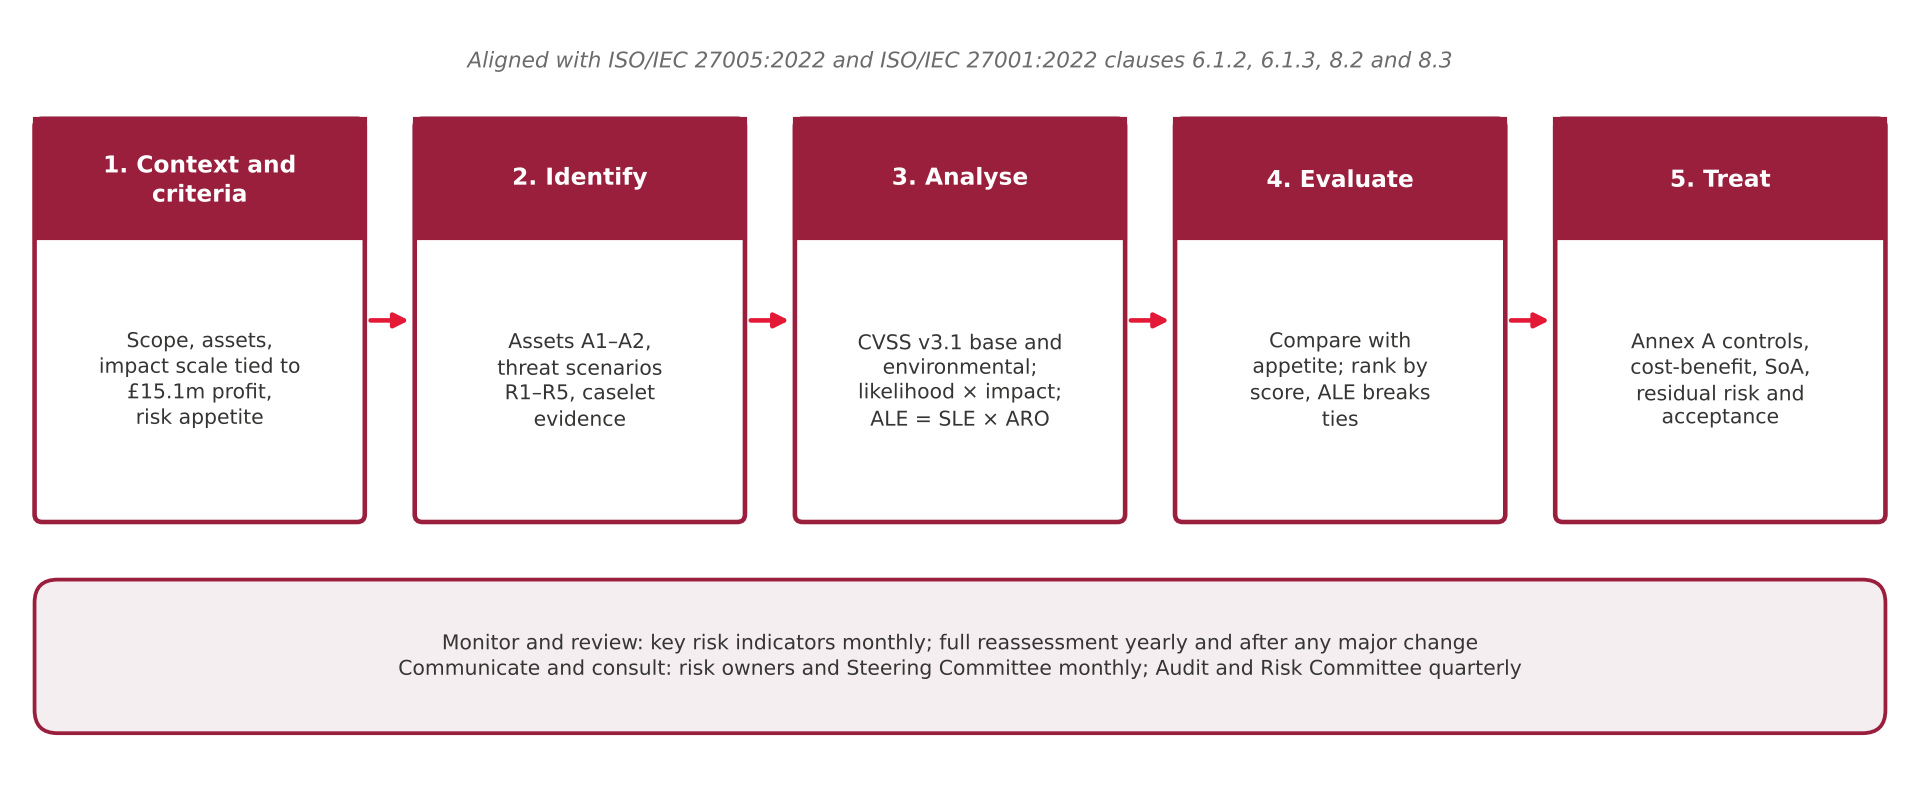 Aligned with ISO/IEC 27005:2022 and ISO/IEC 27001:2022 clauses 6.1.2, 6.1.3, 8.2 and 8.3
1. Context and
criteria
Scope, assets,
impact scale tied to
£15.1m profit,
risk appetite
2. Identify
Assets A1–A2,
threat scenarios
R1–R5, caselet
evidence
3. Analyse
CVSS v3.1 base and
environmental;
likelihood × impact;
ALE = SLE × ARO
4. Evaluate
Compare with
appetite; rank by
score, ALE breaks
ties
5. Treat
Annex A controls,
cost-benefit, SoA,
residual risk and
acceptance
Monitor and review: key risk indicators monthly; full reassessment yearly and after any major change
Communicate and consult: risk owners and Steering Committee monthly; Audit and Risk Committee quarterly